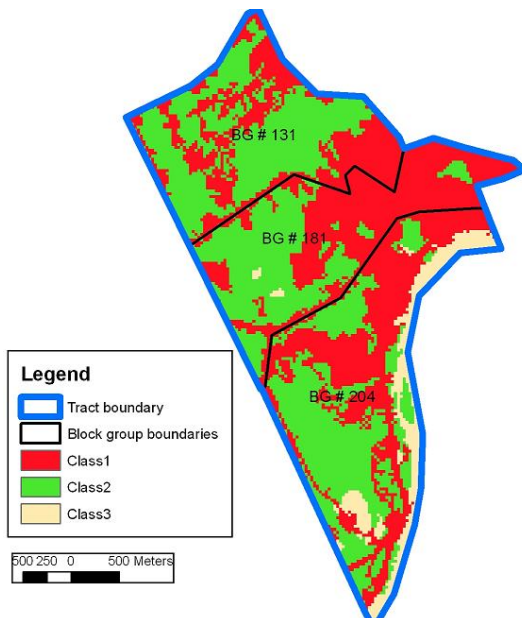 BG # 131
BG # 181
BG # 204
Legend
Tract boundary
Block group boundaries
Class1
Class2
Class3
500 250 0 500 Meters